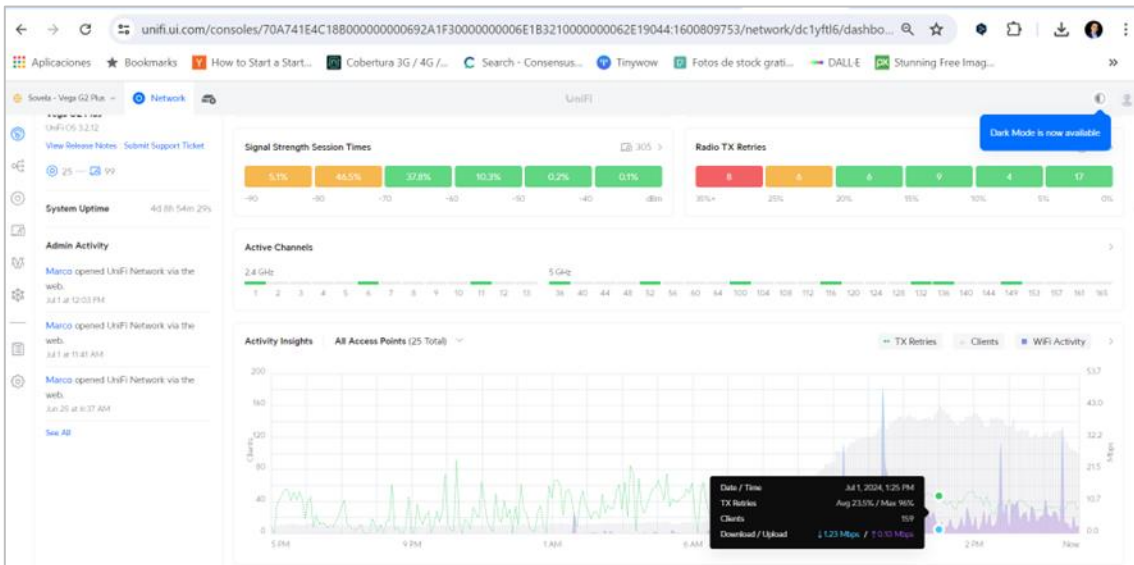 unifi.ui.com/consoles/70A741E4C18B000000000692A1F30000000006E1B3210000000062E19044:1600809753/network/dc1yftl6/dashbo...
Aplicaciones Bookmarks How to Start a Start... Cobertura 3G / 4G /... Search - Consensus... Tinywow Fotos de stock grati... DALL·E Stunning Free Imag... »
Sovela - Vega G2 Plus Network UniFi
Dark Mode is now available
Vega G2 Plus
UniFi OS 3.2.12
View Release Notes Submit Support Ticket
25 — 99
System Uptime 4d 8h 54m 29s
Admin Activity
Marco opened UniFi Network via the
web.
Jul 1 at 12:03 PM
Marco opened UniFi Network via the
web.
Jul 1 at 11:41 AM
Marco opened UniFi Network via the
web.
See All
Signal Strength Session Times 305
5.1% 46.5% 37.8% 10.3% 0.2% 0.1%
-90 -80 -70 -60 -50 -40 dBm
Radio TX Retries
8 6 6 9 4 17
35%+ 25% 20% 15% 10% 5% 0%
Active Channels
2.4 GHz 5 GHz
1 2 3 4 5 6 7 8 9 10 11 12 13 36 40 44 48 52 56 60 64 100 104 108 112 116 120 124 128 132 136 140 144 149 153 157 161 165
Activity Insights All Access Points (25 Total) TX Retries Clients WiFi Activity
200 53.7
160 43.0
120 32.2
80 21.5
40 10.7
0 0.0
Clients
Mbps
Date / Time Jul 1, 2024, 1:25 PM
TX Retries Avg 23.5% / Max 96%
Clients 159
Download / Upload ↓1.23 Mbps / ↑0.10 Mbps
5 PM 9 PM 1 AM 6 AM 2 PM Now